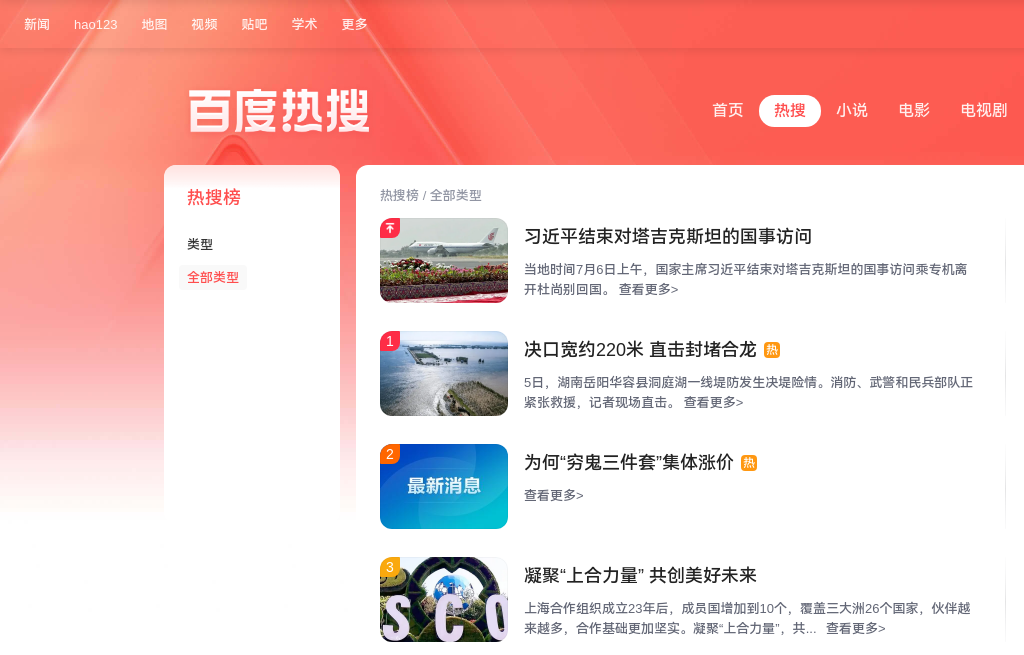 新闻 hao123 地图 视频 贴吧 学术 更多
百度热搜
首页 热搜 小说 电影 电视剧
热搜榜
类型
全部类型
热搜榜 / 全部类型
习近平结束对塔吉克斯坦的国事访问
当地时间7月6日上午，国家主席习近平结束对塔吉克斯坦的国事访问乘专机离
开杜尚别回国。 查看更多>
1
决口宽约220米 直击封堵合龙 热
5日，湖南岳阳华容县洞庭湖一线堤防发生决堤险情。消防、武警和民兵部队正
紧张救援，记者现场直击。 查看更多>
2
最新消息
为何“穷鬼三件套”集体涨价 热
查看更多>
3
SCO
凝聚“上合力量” 共创美好未来
上海合作组织成立23年后，成员国增加到10个，覆盖三大洲26个国家，伙伴越
来越多，合作基础更加坚实。凝聚“上合力量”，共... 查看更多>